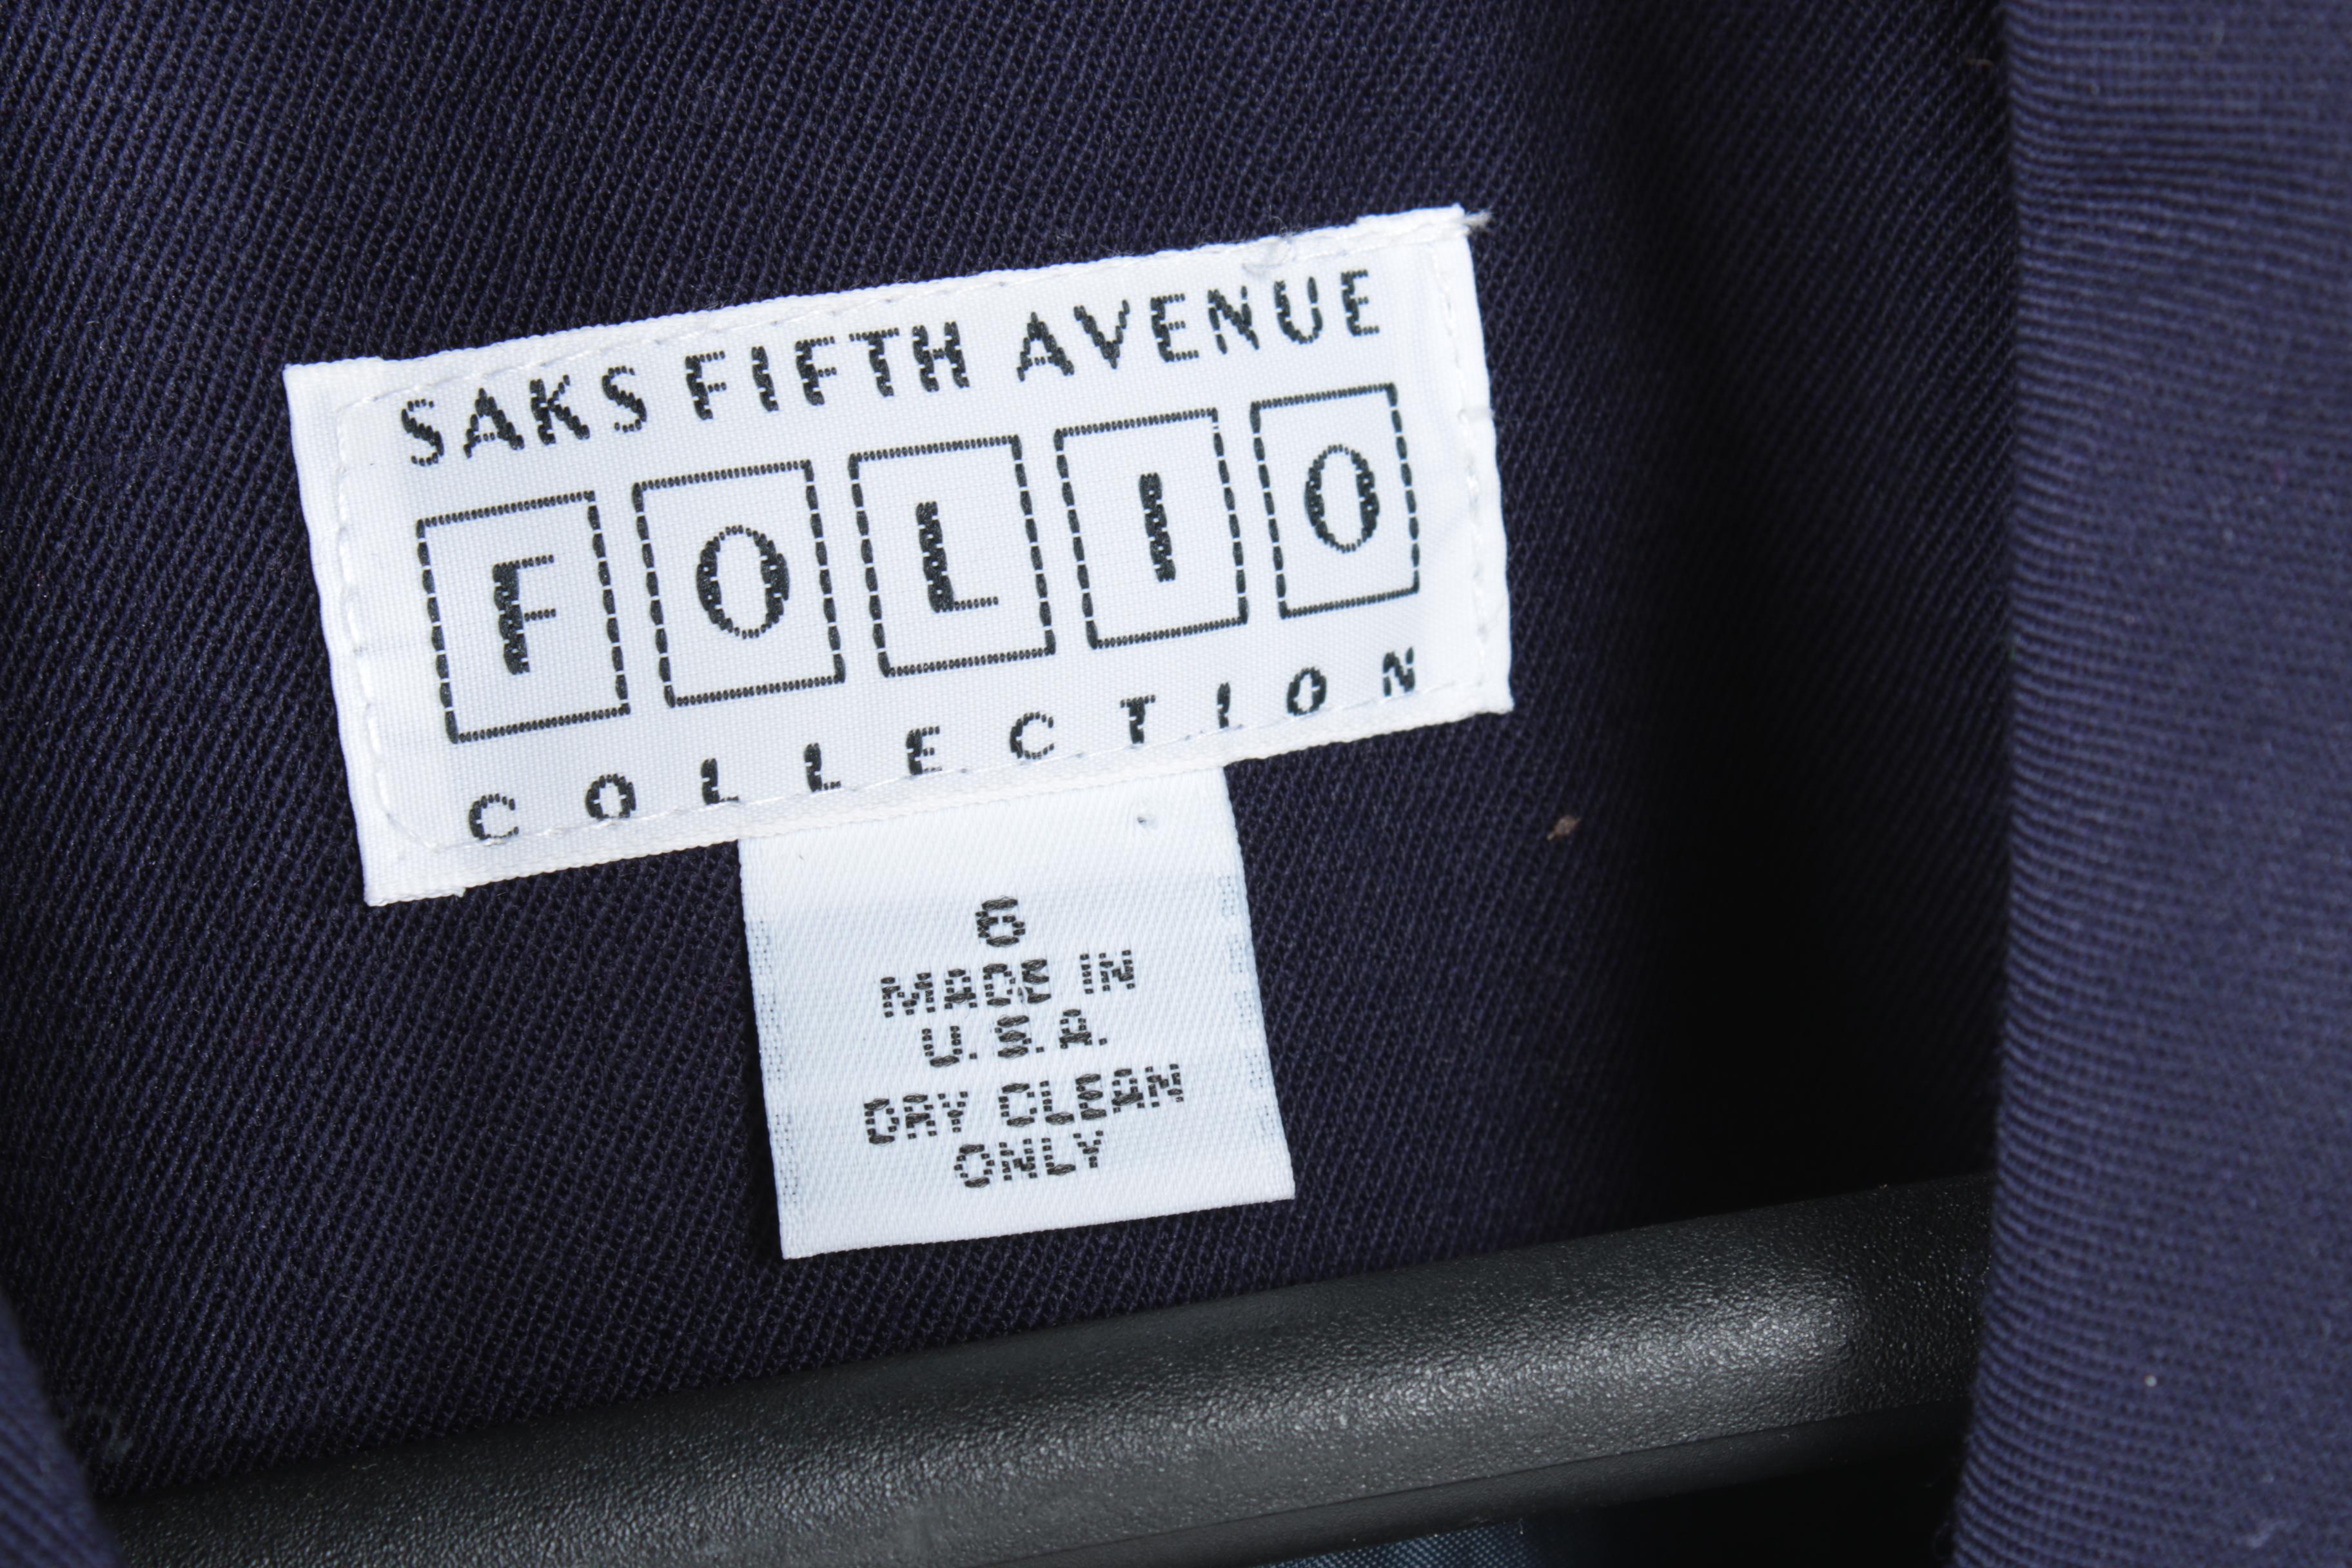 SAKS FIFTH AVENUE
FOLIO
COLLECTION
6
MADE IN
U.S.A.
DRY CLEAN
ONLY